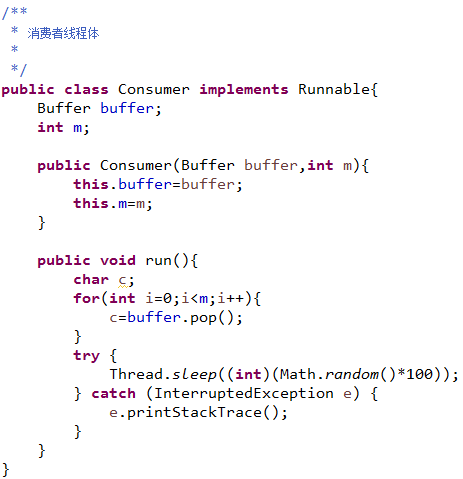 /**
 * 消费者线程体
 *
 */
public class Consumer implements Runnable{
    Buffer buffer;
    int m;

    public Consumer(Buffer buffer,int m){
        this.buffer=buffer;
        this.m=m;
    }

    public void run(){
        char c;
        for(int i=0;i<m;i++){
            c=buffer.pop();
        }
        try {
            Thread.sleep((int)(Math.random()*100));
        } catch (InterruptedException e) {
            e.printStackTrace();
        }
    }
}